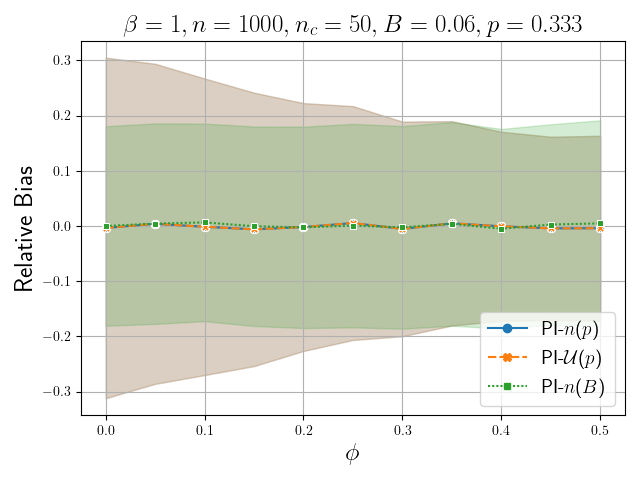 β = 1, n = 1000, n_c = 50, B = 0.06, p = 0.333
Relative Bias
0.3
0.2
0.1
0.0
−0.1
−0.2
−0.3
PI-n(p)
PI-𝒰(p)
PI-n(B)
0.0 0.1 0.2 0.3 0.4 0.5
ϕ